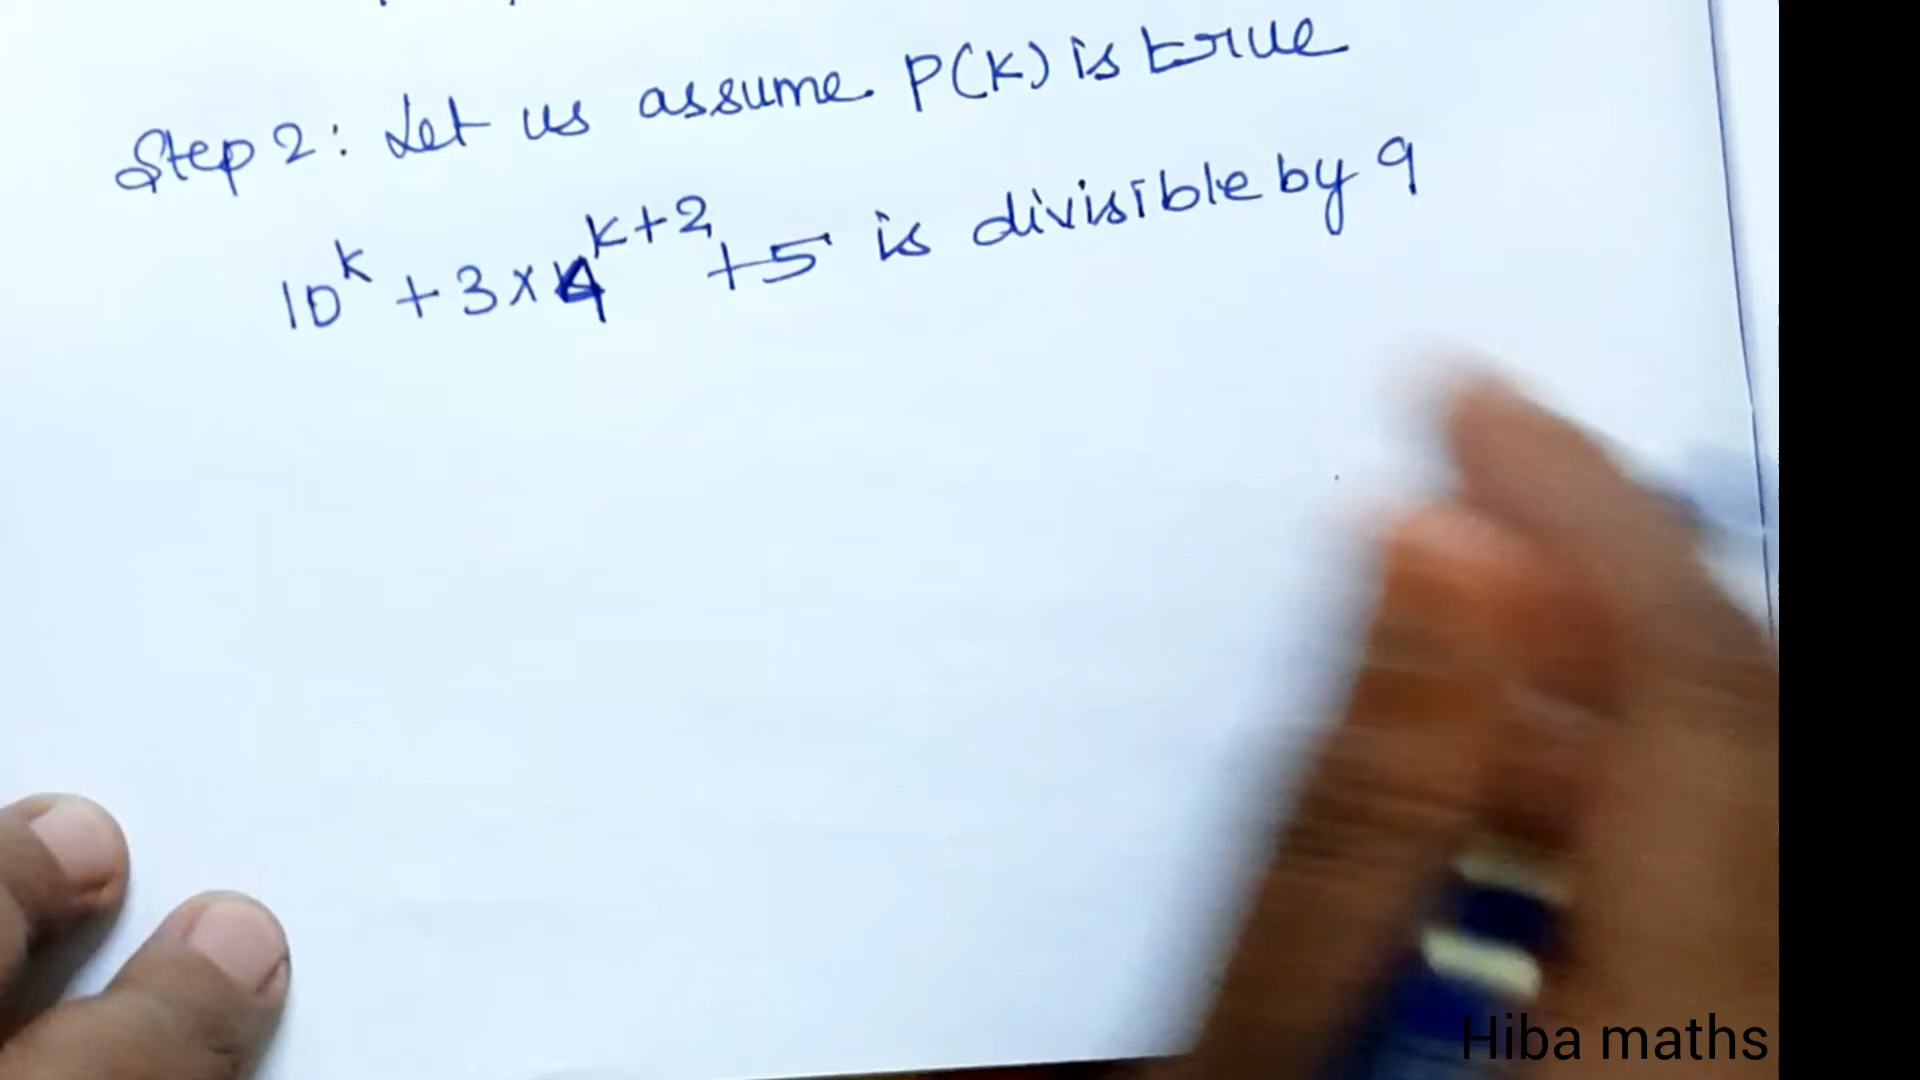 Step 2: Let us assume P(K) is true
10^k + 3 × 4^k+2 + 5 is divisible by 9
Hiba maths